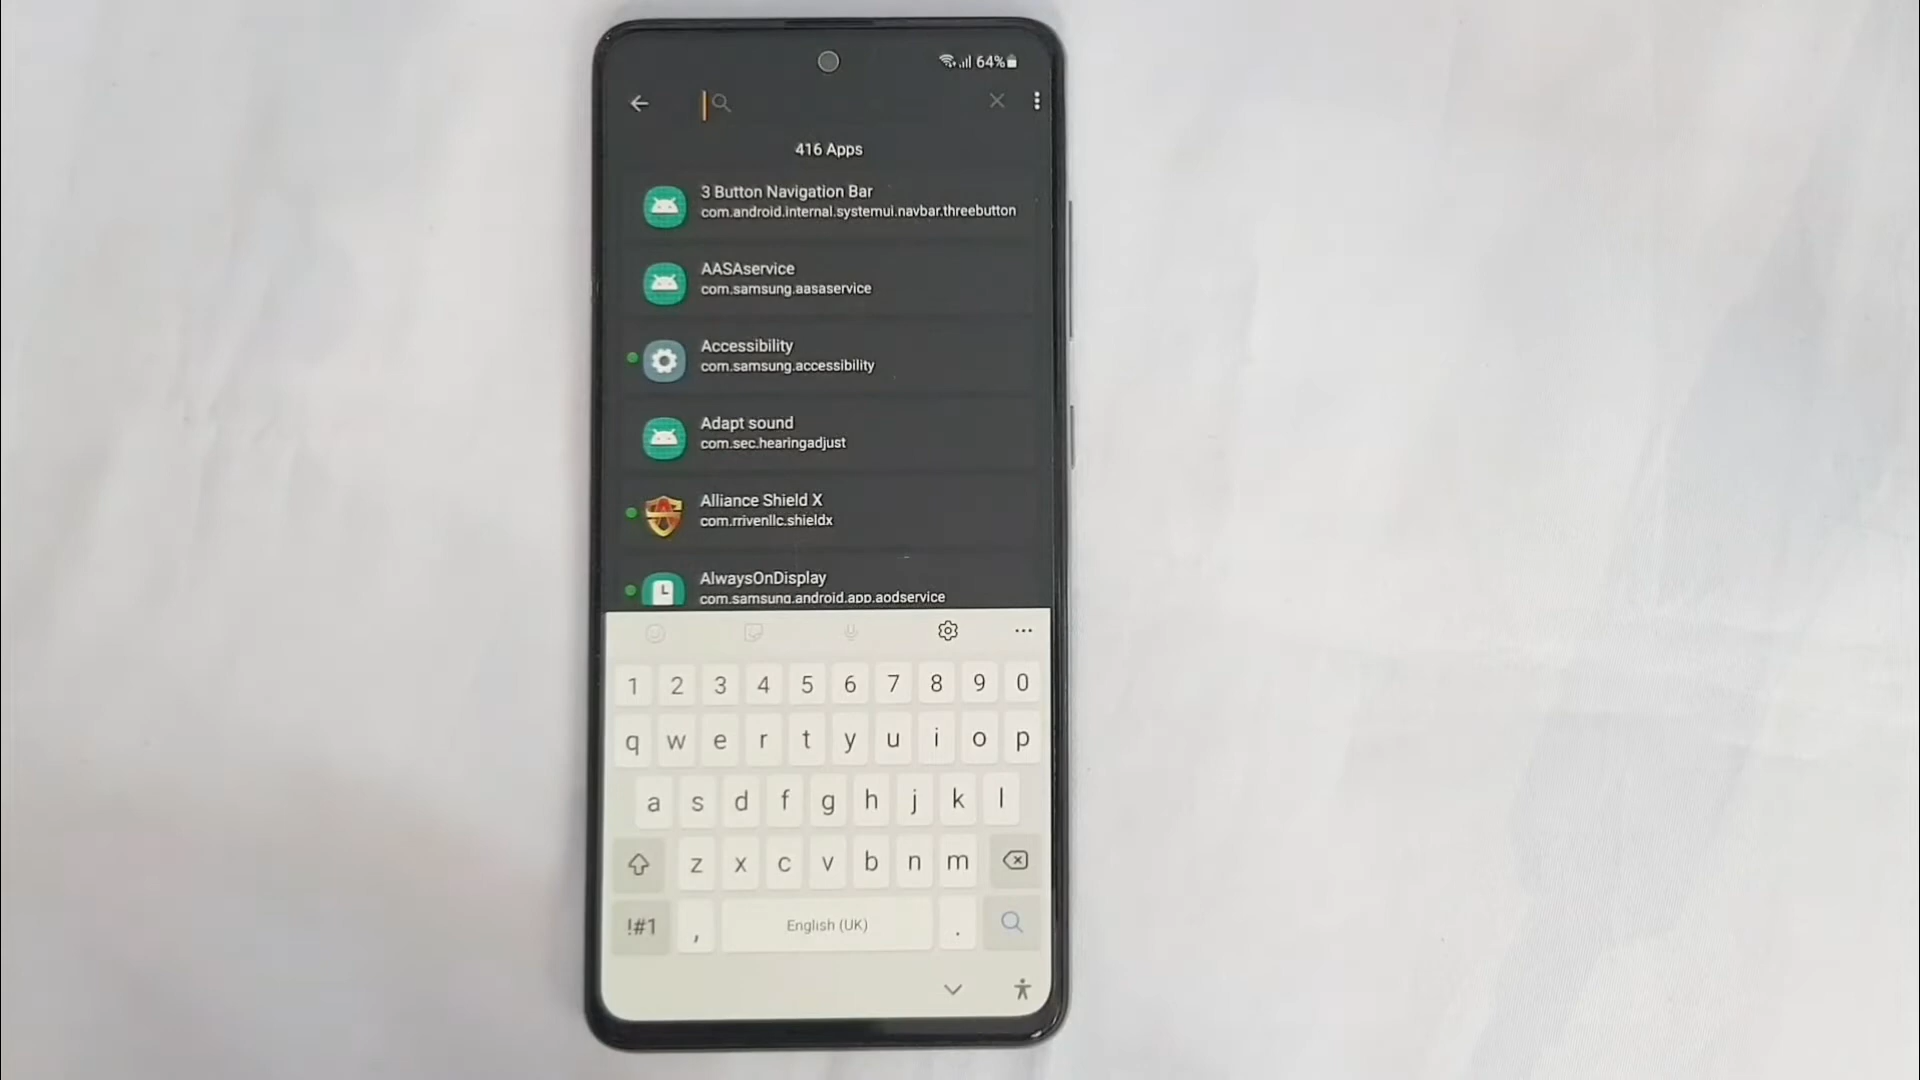 64%
416 Apps
3 Button Navigation Bar
com.android.internal.systemui.navbar.threebutton
AASAservice
com.samsung.aasaservice
Accessibility
com.samsung.accessibility
Adapt sound
com.sec.hearingadjust
Alliance Shield X
com.rrivenllc.shieldx
AlwaysOnDisplay
com.samsung.android.app.aodservice
1 2 3 4 5 6 7 8 9 0
q w e r t y u i o p
a s d f g h j k l
z x c v b n m
!#1 , English (UK) .